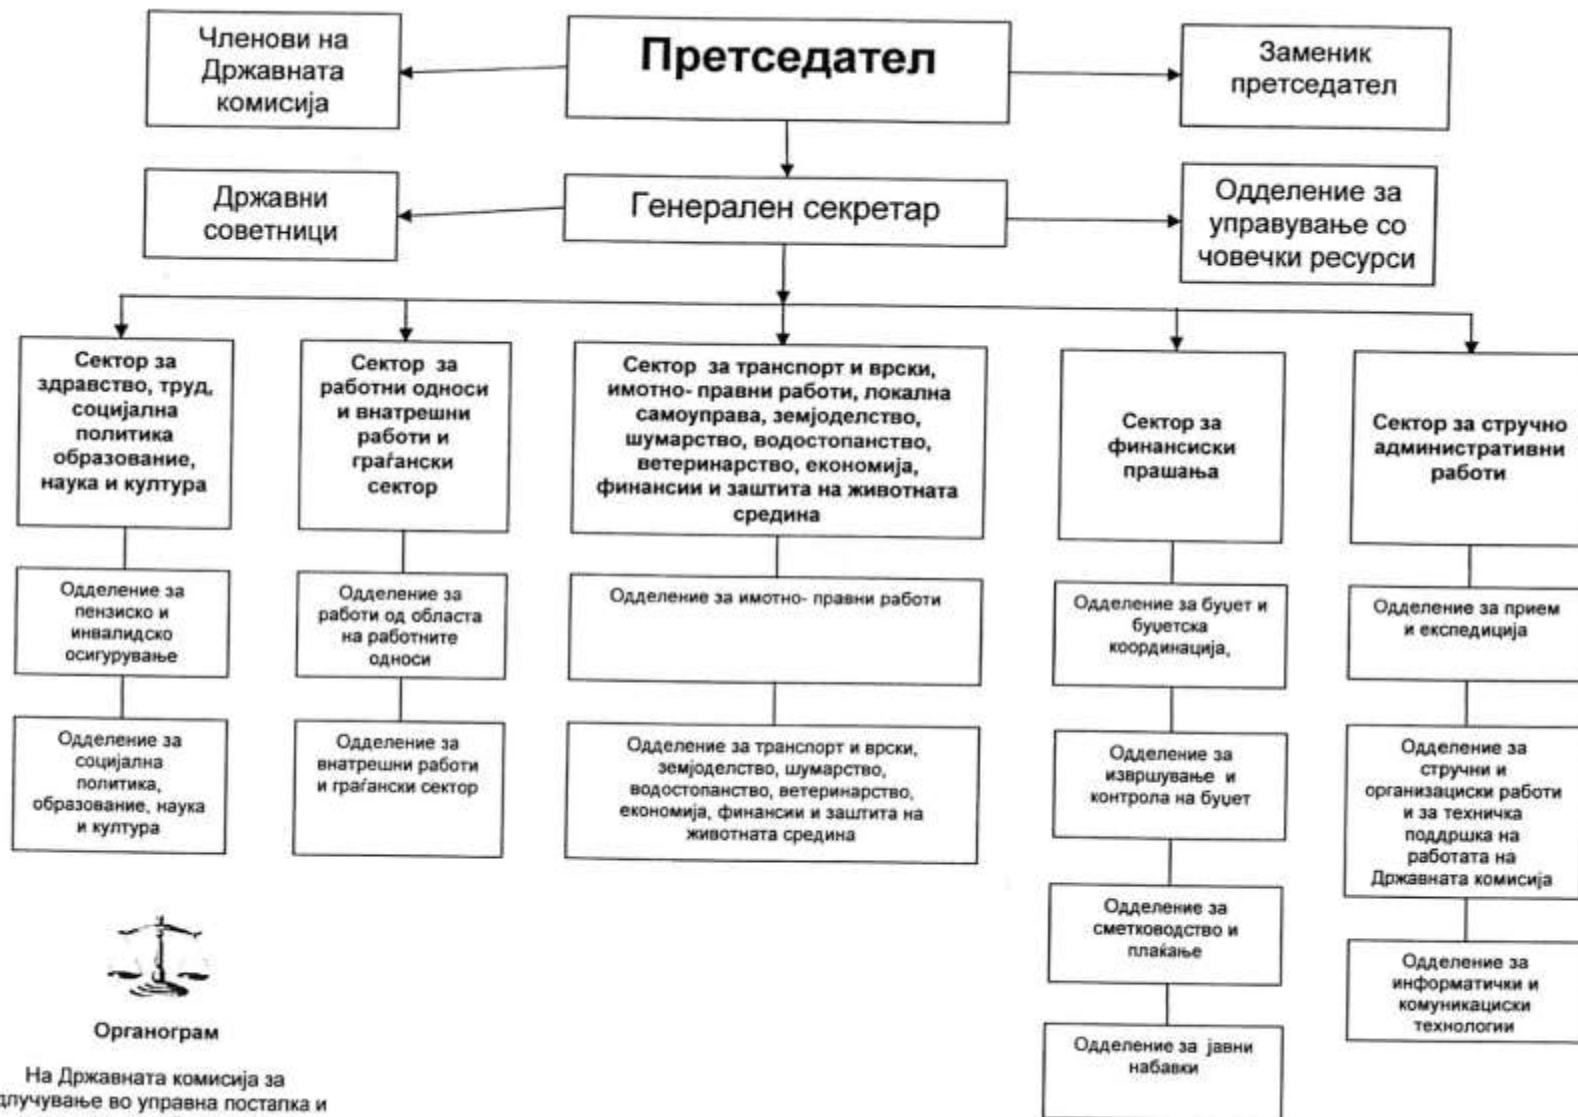 Членови на
Државната
комисија
Претседател
Заменик
претседател
Државни
советници
Генерален секретар
Одделение за
управување со
човечки ресурси
Сектор за
здравство, труд,
социјална
политика
образование,
наука и култура
Сектор за
работни односи
и внатрешни
работи и
граѓански
сектор
Сектор за транспорт и врски,
имотно- правни работи, локална
самоуправа, земјоделство,
шумарство, водостопанство,
ветеринарство, економија,
финансии и заштита на животната
средина
Сектор за
финансиски
прашања
Сектор за стручно
административни
работи
Одделение за
пензиско и
инвалидско
осигурување
Одделение за
работи од областа
на работните
односи
Одделение за имотно- правни работи
Одделение за буџет и
буџетска
координација,
Одделение за прием
и експедиција
Одделение за
социјална
политика,
образование, наука
и култура
Одделение за
внатрешни работи
и граѓански сектор
Одделение за транспорт и врски,
земјоделство, шумарство,
водостопанство, ветеринарство,
економија, финансии и заштита на
животната средина
Одделение за
извршување и
контрола на буџет
Одделение за
стручни и
организациски работи
и за техничка
поддршка на
работата на
Државната комисија
Одделение за
сметководство и
плаќање
Одделение за
информатички и
комуникациски
технологии
Одделение за јавни
набавки
Органограм
На Државната комисија за
длучување во управна постапка и